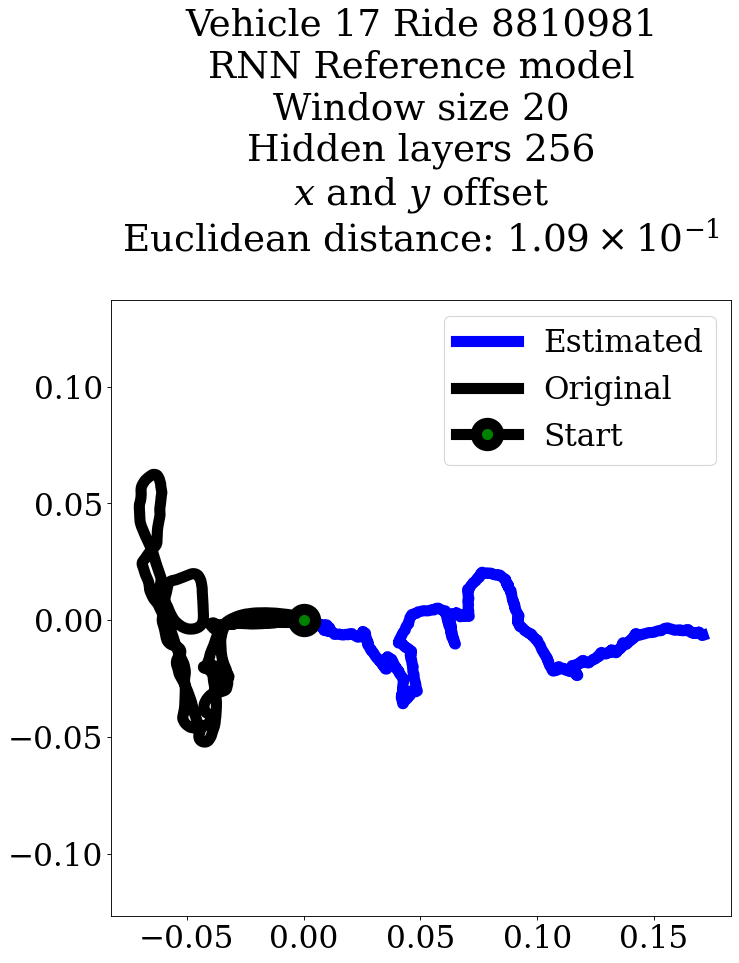 Vehicle 17 Ride 8810981
RNN Reference model
Window size 20
Hidden layers 256
x and y offset
Euclidean distance: 1.09 × 10⁻¹
Estimated
Original
Start
0.10
0.05
0.00
−0.05
−0.10
−0.05 0.00 0.05 0.10 0.15